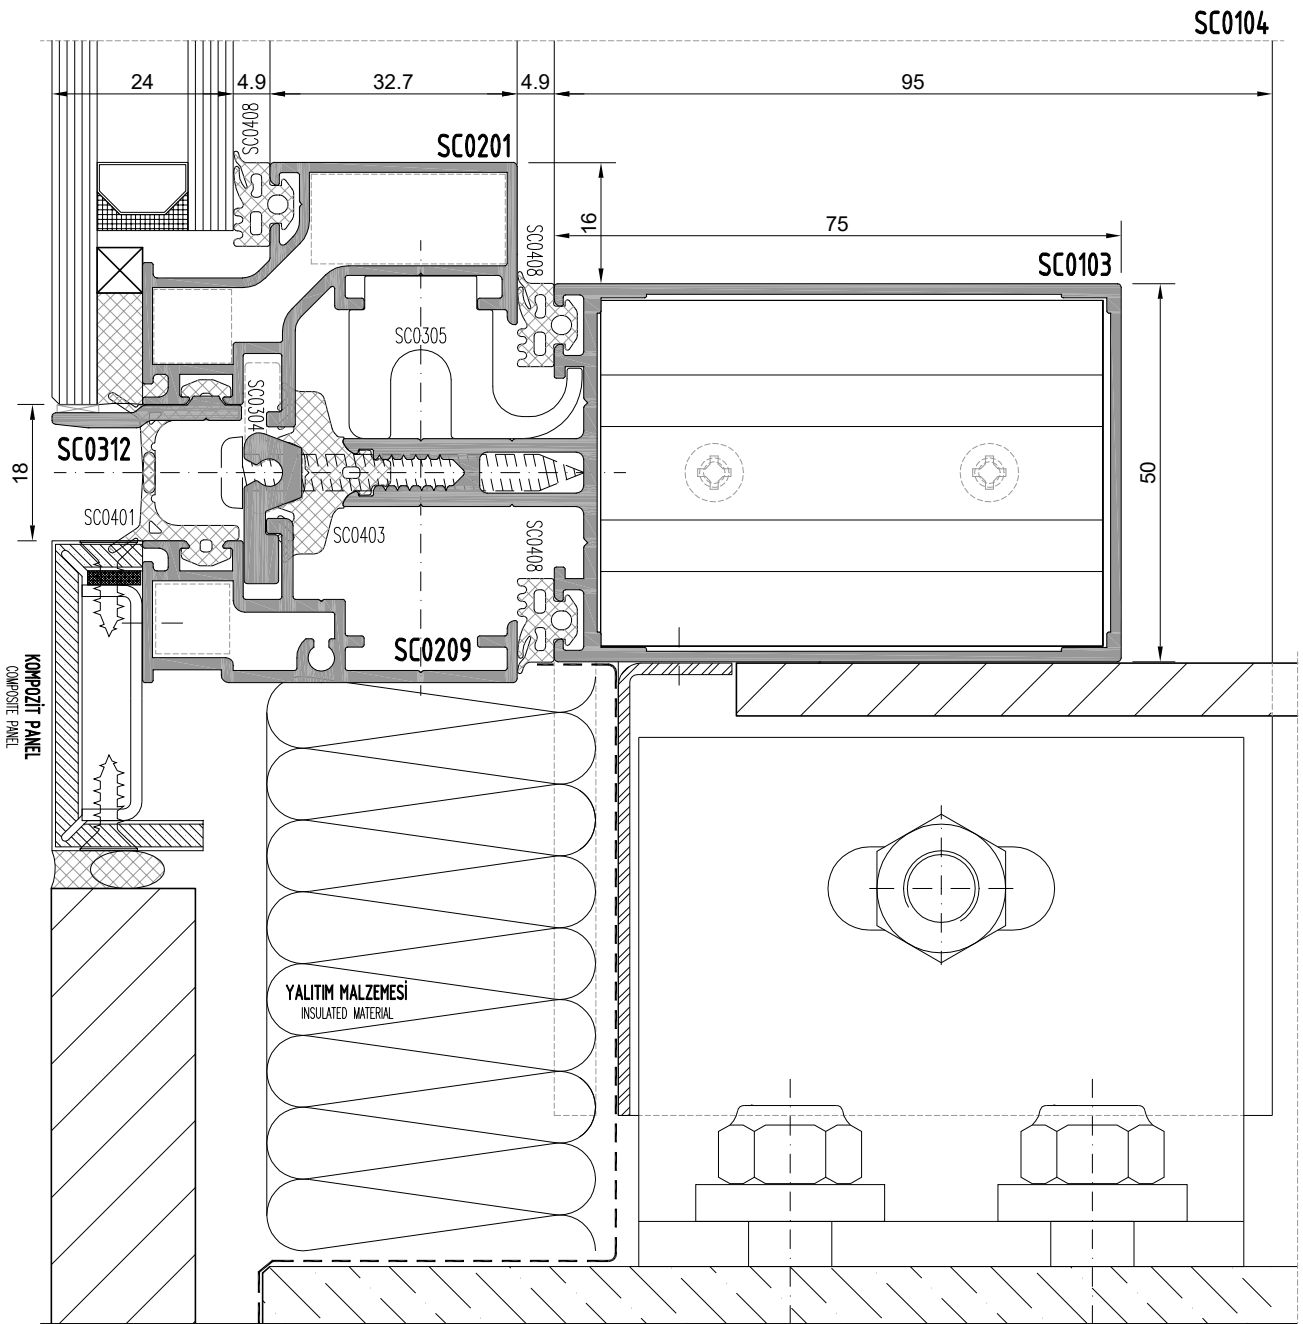 SC0104
24
4.9
32.7
4.9
95
SC0408
SC0201
16
75
SC0408
SC0103
SC0305
SC0304
SC0312
18
50
SC0401
SC0403
SC0408
SC0209
KOMPOZİT PANEL
COMPOSITE PANEL
YALITIM MALZEMESİ
INSULATED MATERIAL